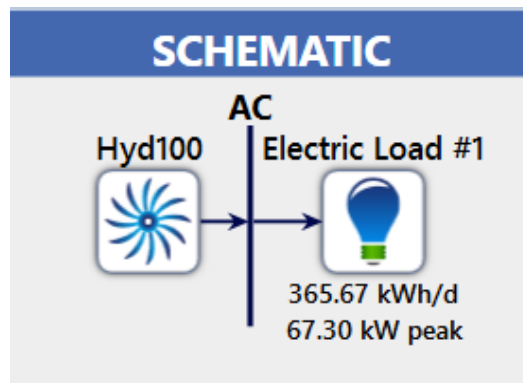 SCHEMATIC
AC
Hyd100
Electric Load #1
365.67 kWh/d
67.30 kW peak